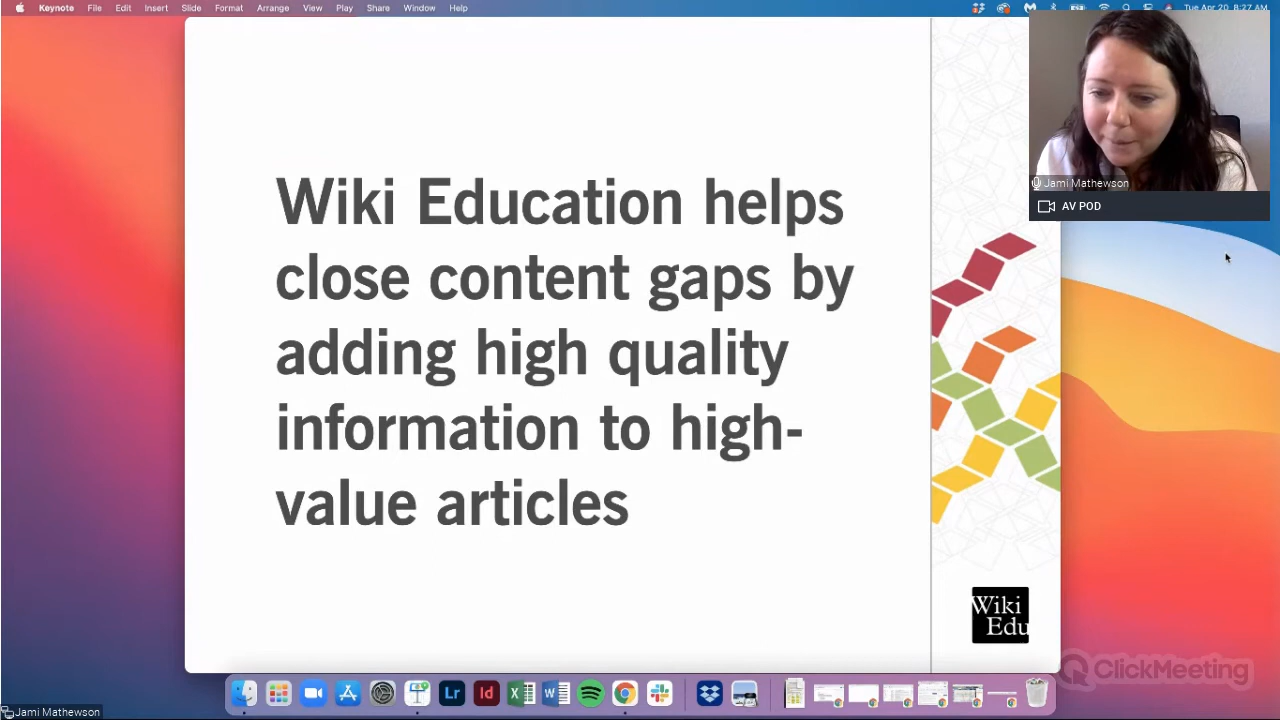 Keynote File Edit Insert Slide Format Arrange View Play Share Window Help
Tue Apr 20 8:27 AM
Jami Mathewson
AV POD
Wiki Education helps
close content gaps by
adding high quality
information to high-
value articles
Wiki
Edu
ClickMeeting
Lr Id
Jami Mathewson